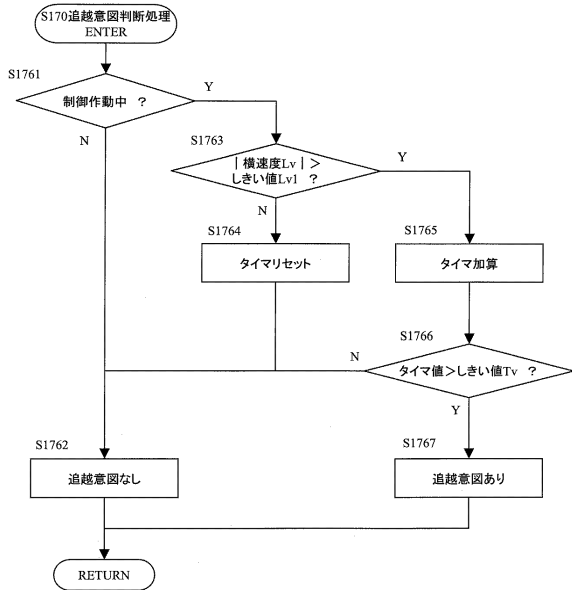 S170追越意図判断処理
ENTER
S1761
制御作動中 ?
Y
N
S1763
|横速度Lv|>
しきい値Lv1 ?
Y
N
S1764
タイマリセット
S1765
タイマ加算
S1766
タイマ値>しきい値Tv ?
N
Y
S1762
追越意図なし
S1767
追越意図あり
RETURN